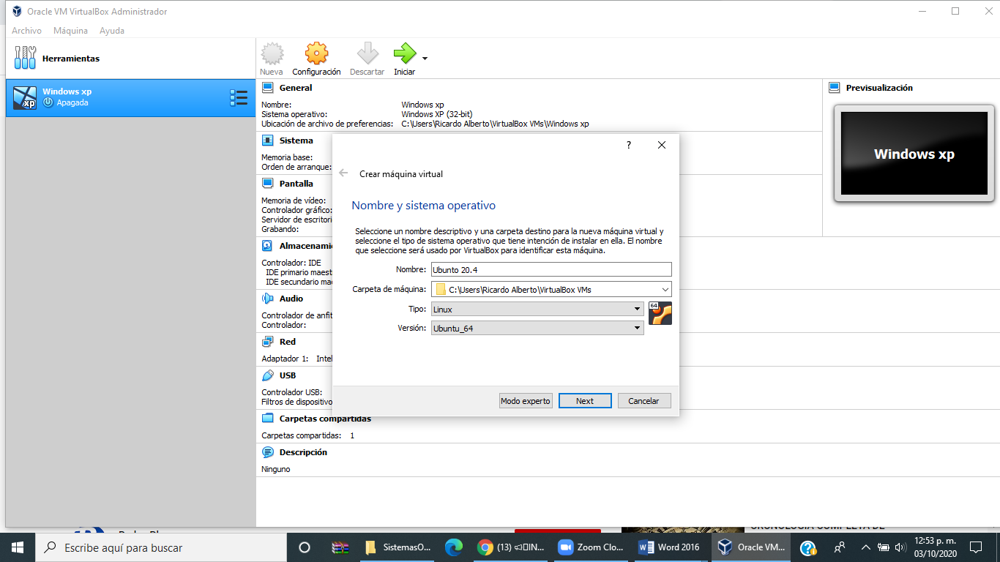 Oracle VM VirtualBox Administrador
Archivo Máquina Ayuda
Herramientas
Nueva Configuración Descartar Iniciar
Windows xp
Apagada
General
Nombre: Windows xp
Sistema operativo: Windows XP (32-bit)
Ubicación de archivo de preferencias: C:\Users\Ricardo Alberto\VirtualBox VMs\Windows xp
Sistema
Memoria base:
Orden de arranque:
Pantalla
Memoria de vídeo:
Controlador gráfico:
Servidor de escritori
Grabando:
Almacenami
Controlador: IDE
IDE primario maest
IDE secundario ma
Audio
Controlador de anfit
Controlador:
Red
Adaptador 1: Intel
USB
Controlador USB:
Filtros de dispositivo
Carpetas compartidas
Carpetas compartidas: 1
Descripción
Ninguno
Previsualización
Windows xp
?
Crear máquina virtual
Nombre y sistema operativo
Seleccione un nombre descriptivo y una carpeta destino para la nueva máquina virtual y
seleccione el tipo de sistema operativo que tiene intención de instalar en ella. El nombre
que seleccione será usado por VirtualBox para identificar esta máquina.
Nombre: Ubunto 20.4
Carpeta de máquina: C:\Users\Ricardo Alberto\VirtualBox VMs
Tipo: Linux
64
Versión: Ubuntu_64
Modo experto Next Cancelar
CRONOLOGÍA COMPLETA DE
Escribe aquí para buscar
SistemasO...
(13) IN...
Zoom Clo...
Word 2016
Oracle VM...
12:53 p. m.
03/10/2020